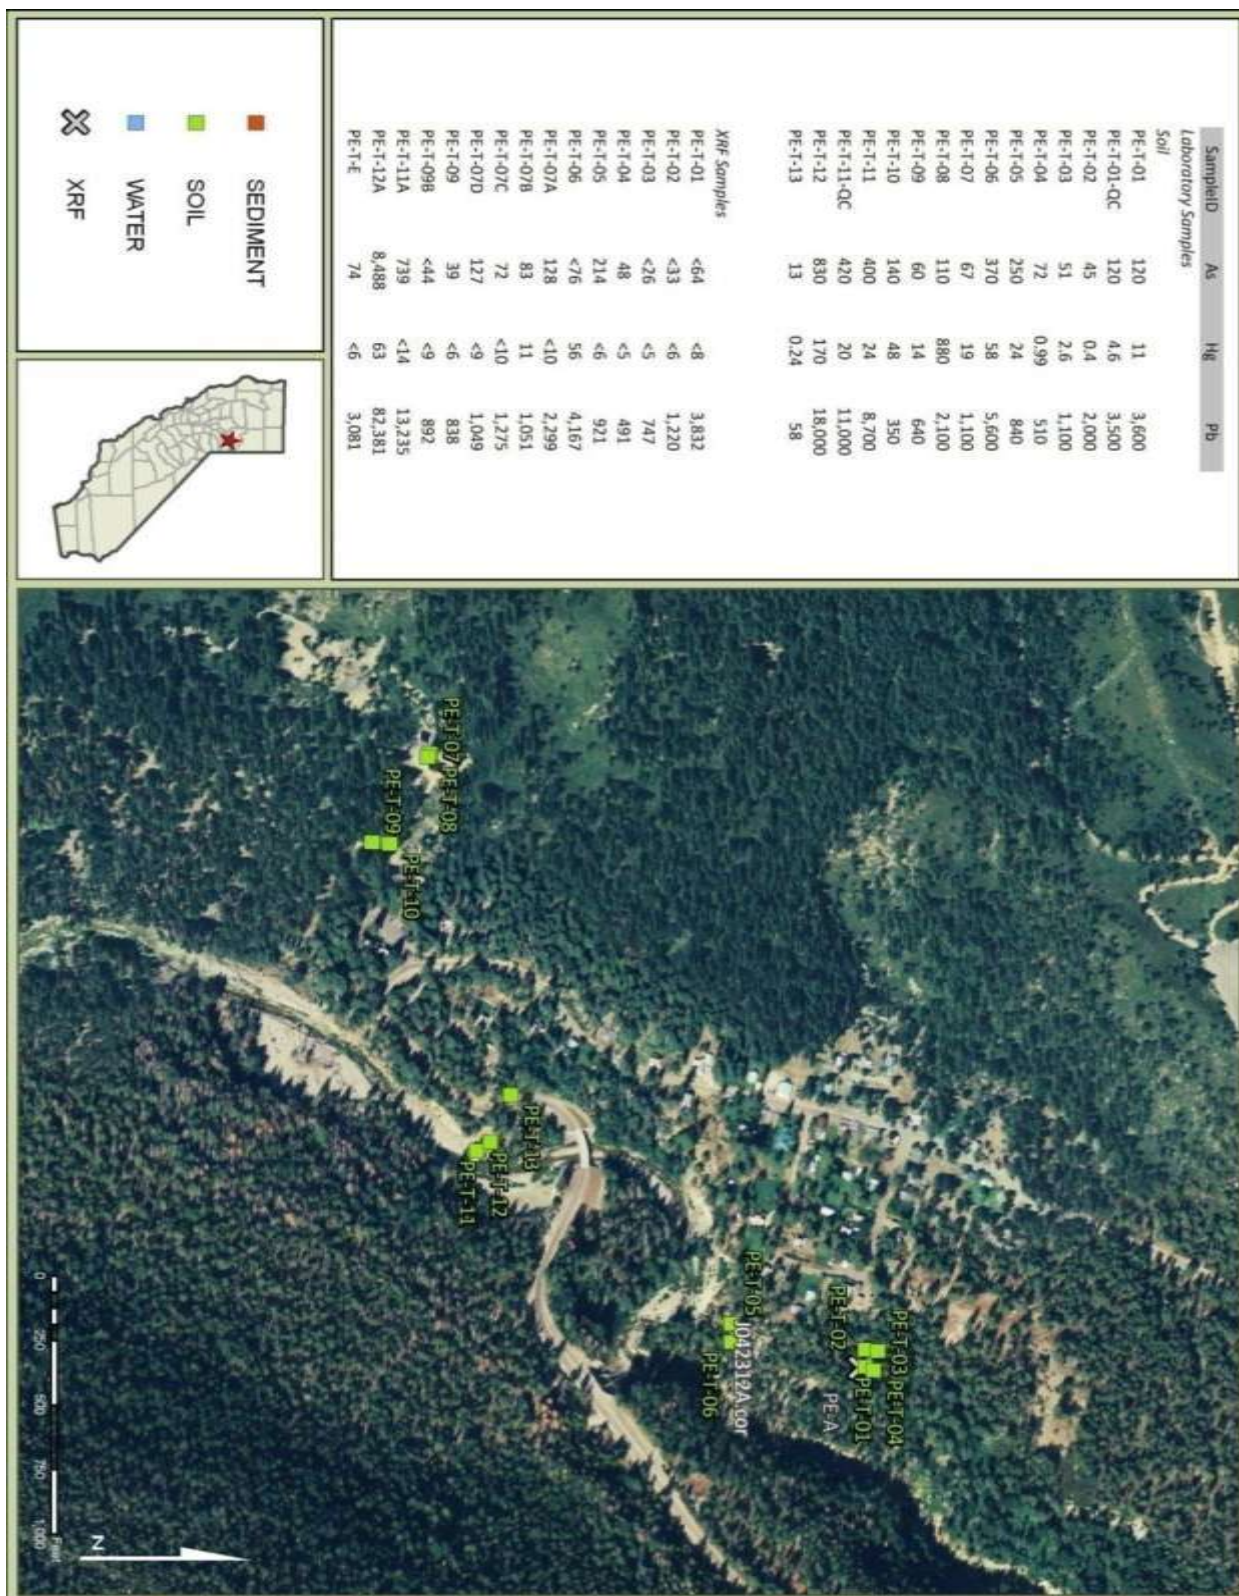 SampleID As Hg Pb
Laboratory Samples
Soil
PE-T-01 120 11 3,600
PE-T-01-QC 120 4.6 3,500
PE-T-02 45 0.4 2,000
PE-T-03 51 2.6 1,100
PE-T-04 72 0.99 510
PE-T-05 250 24 840
PE-T-06 370 58 5,600
PE-T-07 67 19 1,100
PE-T-08 110 880 2,100
PE-T-09 60 14 640
PE-T-10 140 48 350
PE-T-11 400 24 8,700
PE-T-11-QC 420 20 11,000
PE-T-12 830 170 18,000
PE-T-13 13 0.24 58
XRF Samples
PE-T-01 <64 <8 3,832
PE-T-02 <33 <6 1,220
PE-T-03 <26 <5 747
PE-T-04 48 <5 491
PE-T-05 214 <6 921
PE-T-06 <76 56 4,167
PE-T-07A 128 <10 2,299
PE-T-07B 83 11 1,051
PE-T-07C 72 <10 1,275
PE-T-07D 127 <9 1,049
PE-T-09 39 <6 838
PE-T-09B <44 <9 892
PE-T-11A 739 <14 13,235
PE-T-12A 8,488 63 82,381
PE-T-E 74 <6 3,081
SEDIMENT
SOIL
WATER
XRF
PE-T-03
PE-T-04
PE-T-01
PE-T-02
PE-A
PE-T-05
J042312A.cor
PE-T-06
PE-T-07
PE-T-08
PE-T-09
PE-T-10
PE-T-13
PE-T-12
PE-T-11
0 250 500 750 1,000
Feet
N